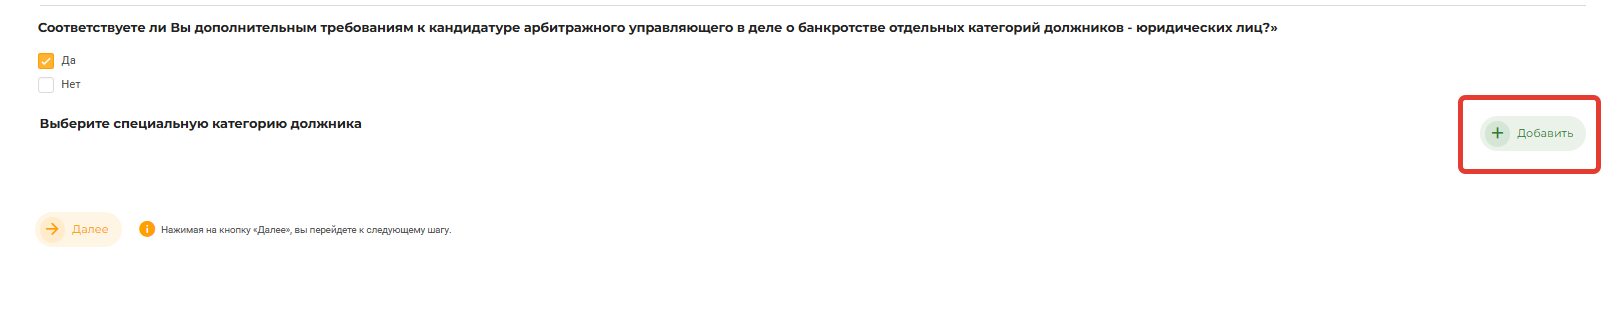 Соответствуете ли Вы дополнительным требованиям к кандидатуре арбитражного управляющего в деле о банкротстве отдельных категорий должников - юридических лиц?»
Да
Нет
Выберите специальную категорию должника
Добавить
Далее
Нажимая на кнопку «Далее», вы перейдете к следующему шагу.